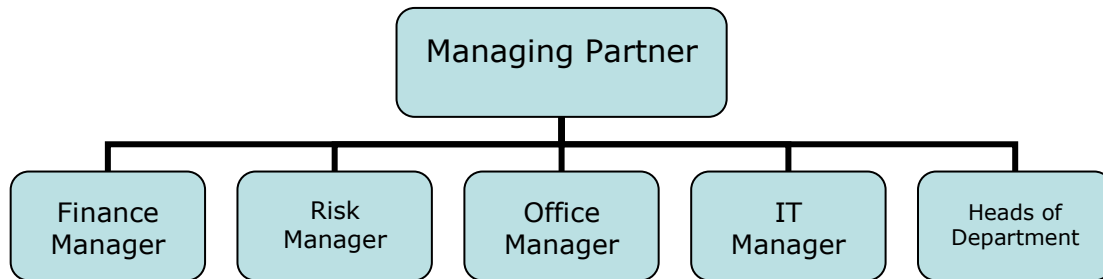 Managing Partner
Finance
Manager
Risk
Manager
Office
Manager
IT
Manager
Heads of
Department